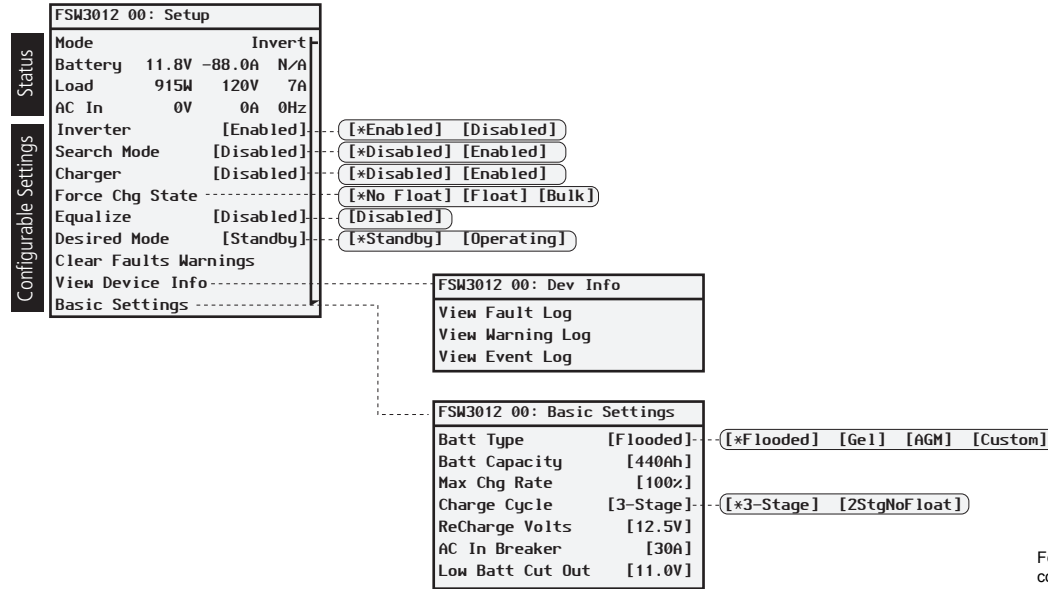 FSW3012 00: Setup
Status
Configurable Settings
Mode Invert
Battery 11.8V -88.0A N/A
Load 915W 120V 7A
AC In 0V 0A 0Hz
Inverter [Enabled] [*Enabled] [Disabled]
Search Mode [Disabled] [*Disabled] [Enabled]
Charger [Disabled] [*Disabled] [Enabled]
Force Chg State [*No Float] [Float] [Bulk]
Equalize [Disabled] [Disabled]
Desired Mode [Standby] [*Standby] [Operating]
Clear Faults Warnings
View Device Info
Basic Settings
FSW3012 00: Dev Info
View Fault Log
View Warning Log
View Event Log
FSW3012 00: Basic Settings
Batt Type [Flooded] [*Flooded] [Gel] [AGM] [Custom]
Batt Capacity [440Ah]
Max Chg Rate [100%]
Charge Cycle [3-Stage] [*3-Stage] [2StgNoFloat]
ReCharge Volts [12.5V]
AC In Breaker [30A]
Low Batt Cut Out [11.0V]